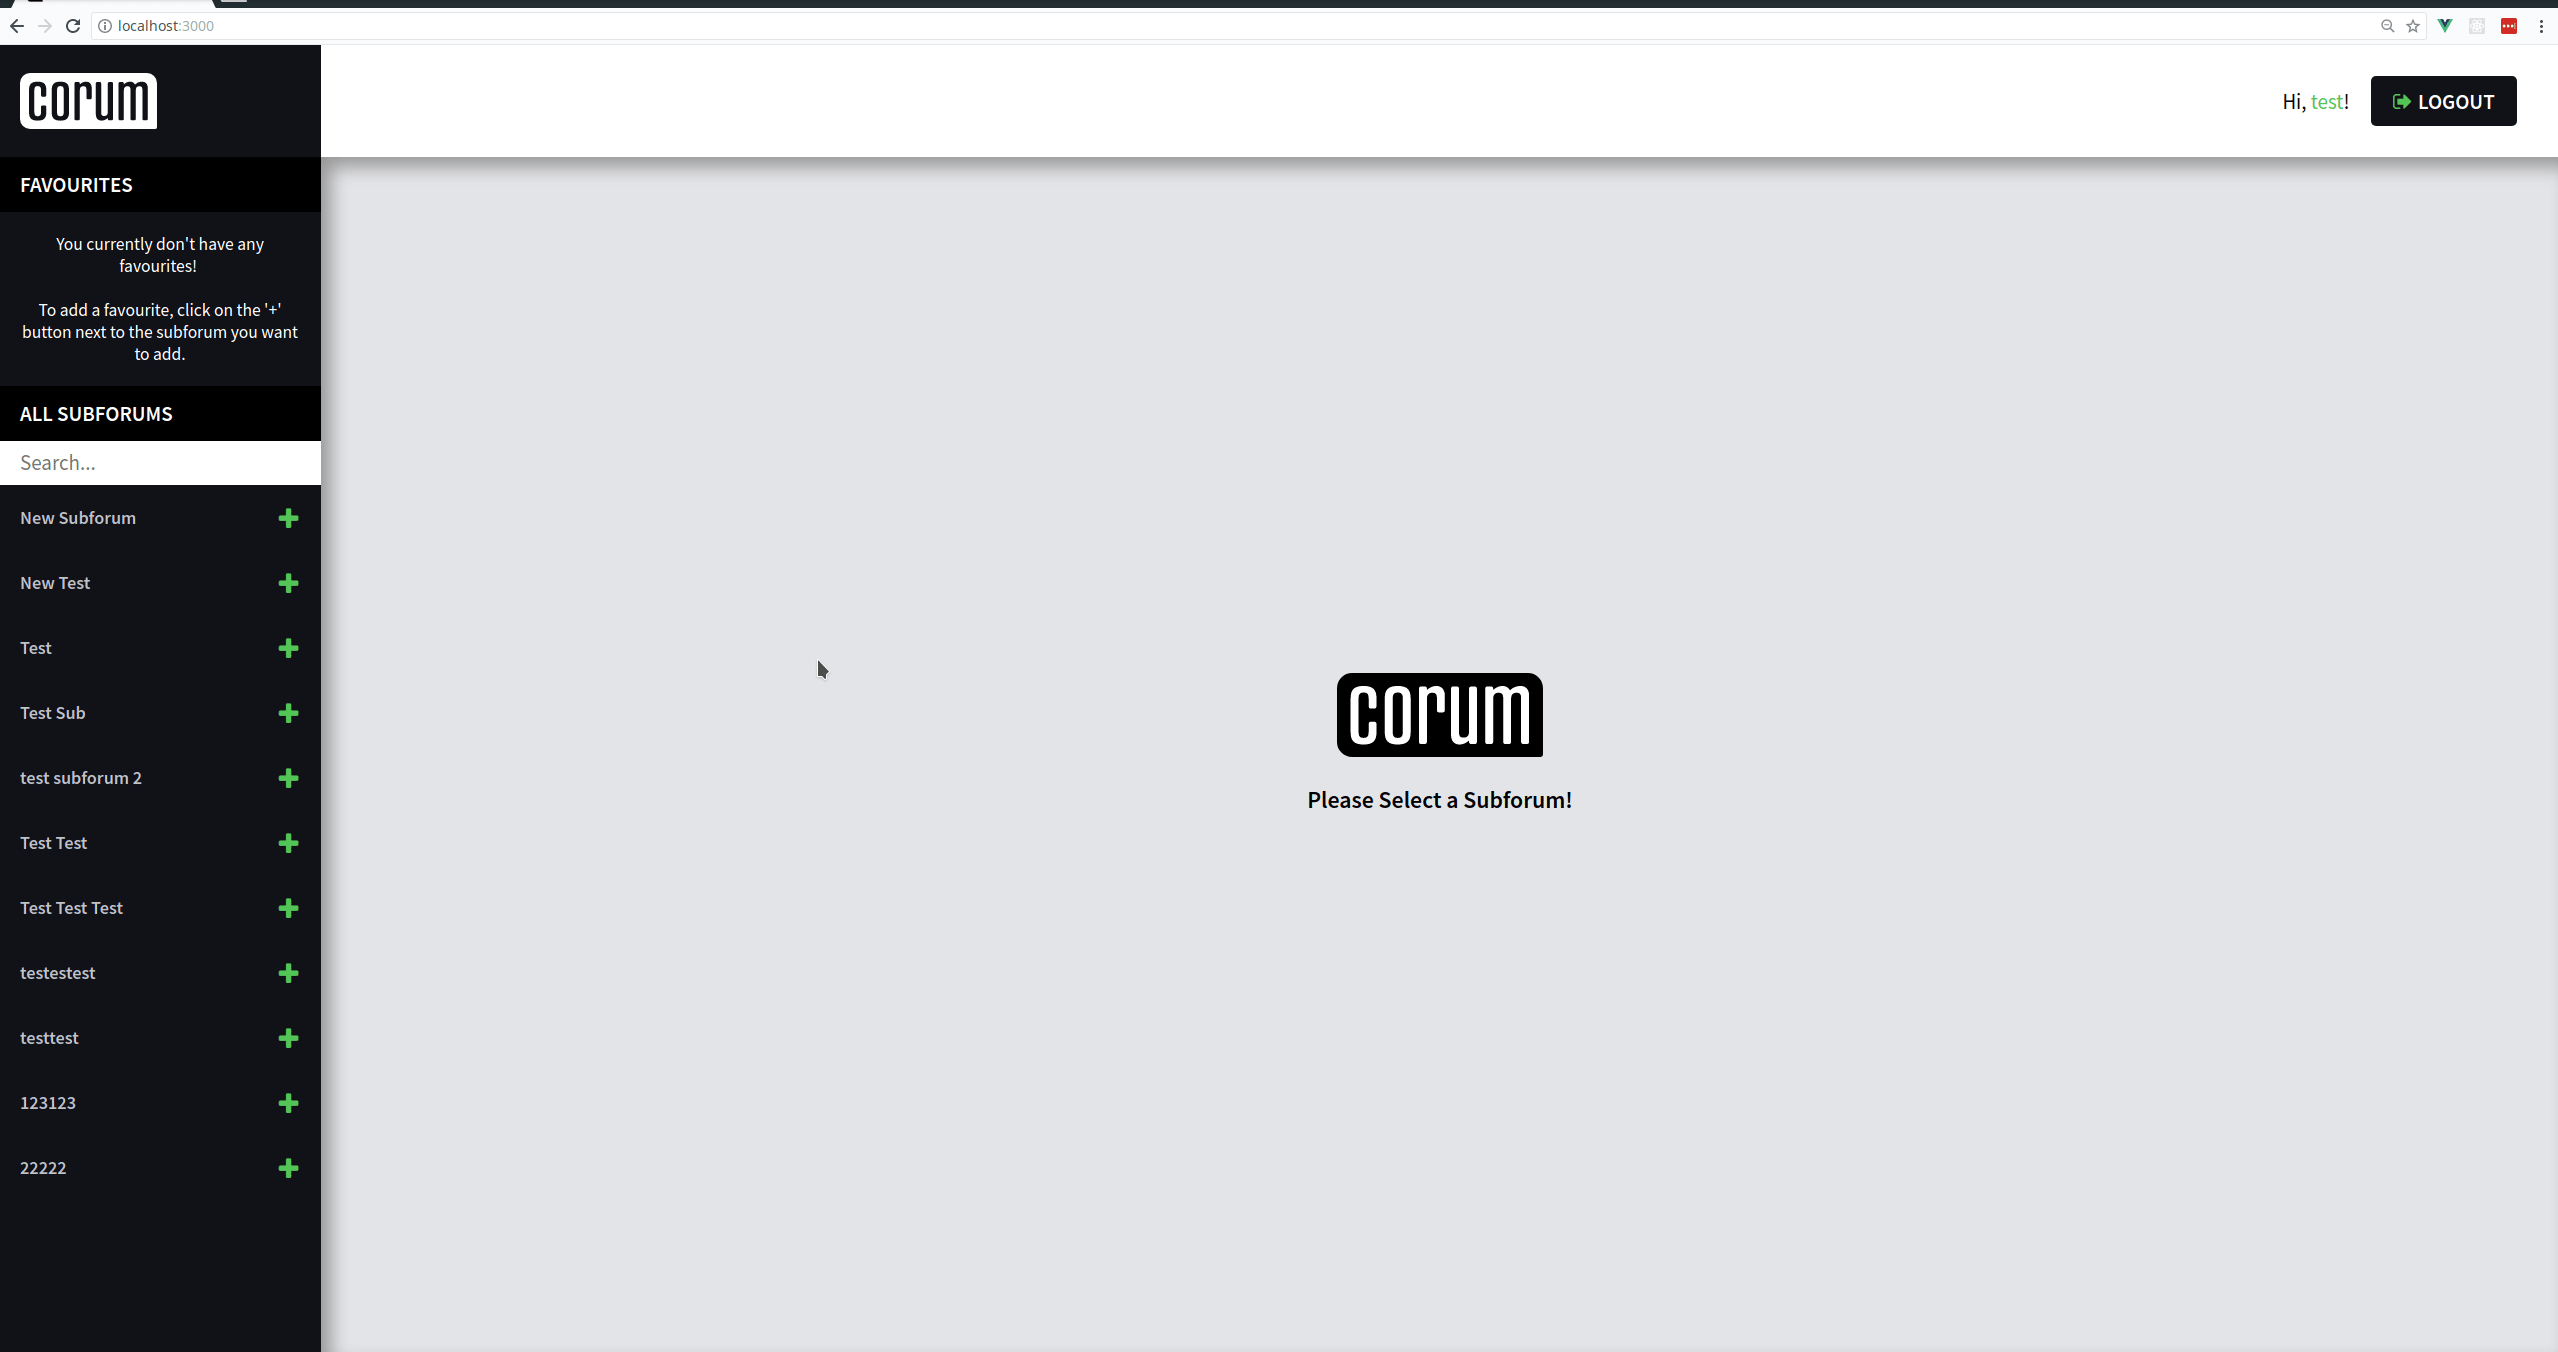 localhost:3000
corum
Hi, test!
LOGOUT
FAVOURITES
You currently don't have any
favourites!
To add a favourite, click on the '+'
button next to the subforum you want
to add.
ALL SUBFORUMS
Search...
New Subforum
New Test
Test
Test Sub
test subforum 2
Test Test
Test Test Test
testestest
testtest
123123
22222
corum
Please Select a Subforum!